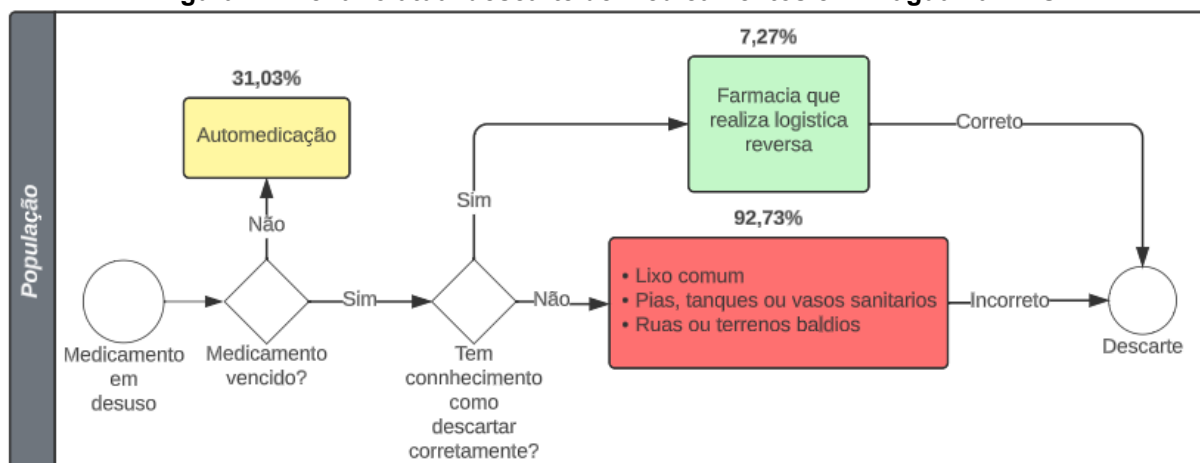 População
Medicamento
em
desuso
Medicamento
vencido?
Não
31,03%
Automedicação
Sim
Tem
connhecimento
como
descartar
corretamente?
Sim
7,27%
Farmacia que
realiza logistica
reversa
Correto
Não
92,73%
• Lixo comum
• Pias, tanques ou vasos sanitarios
• Ruas ou terrenos baldios
Incorreto
Descarte